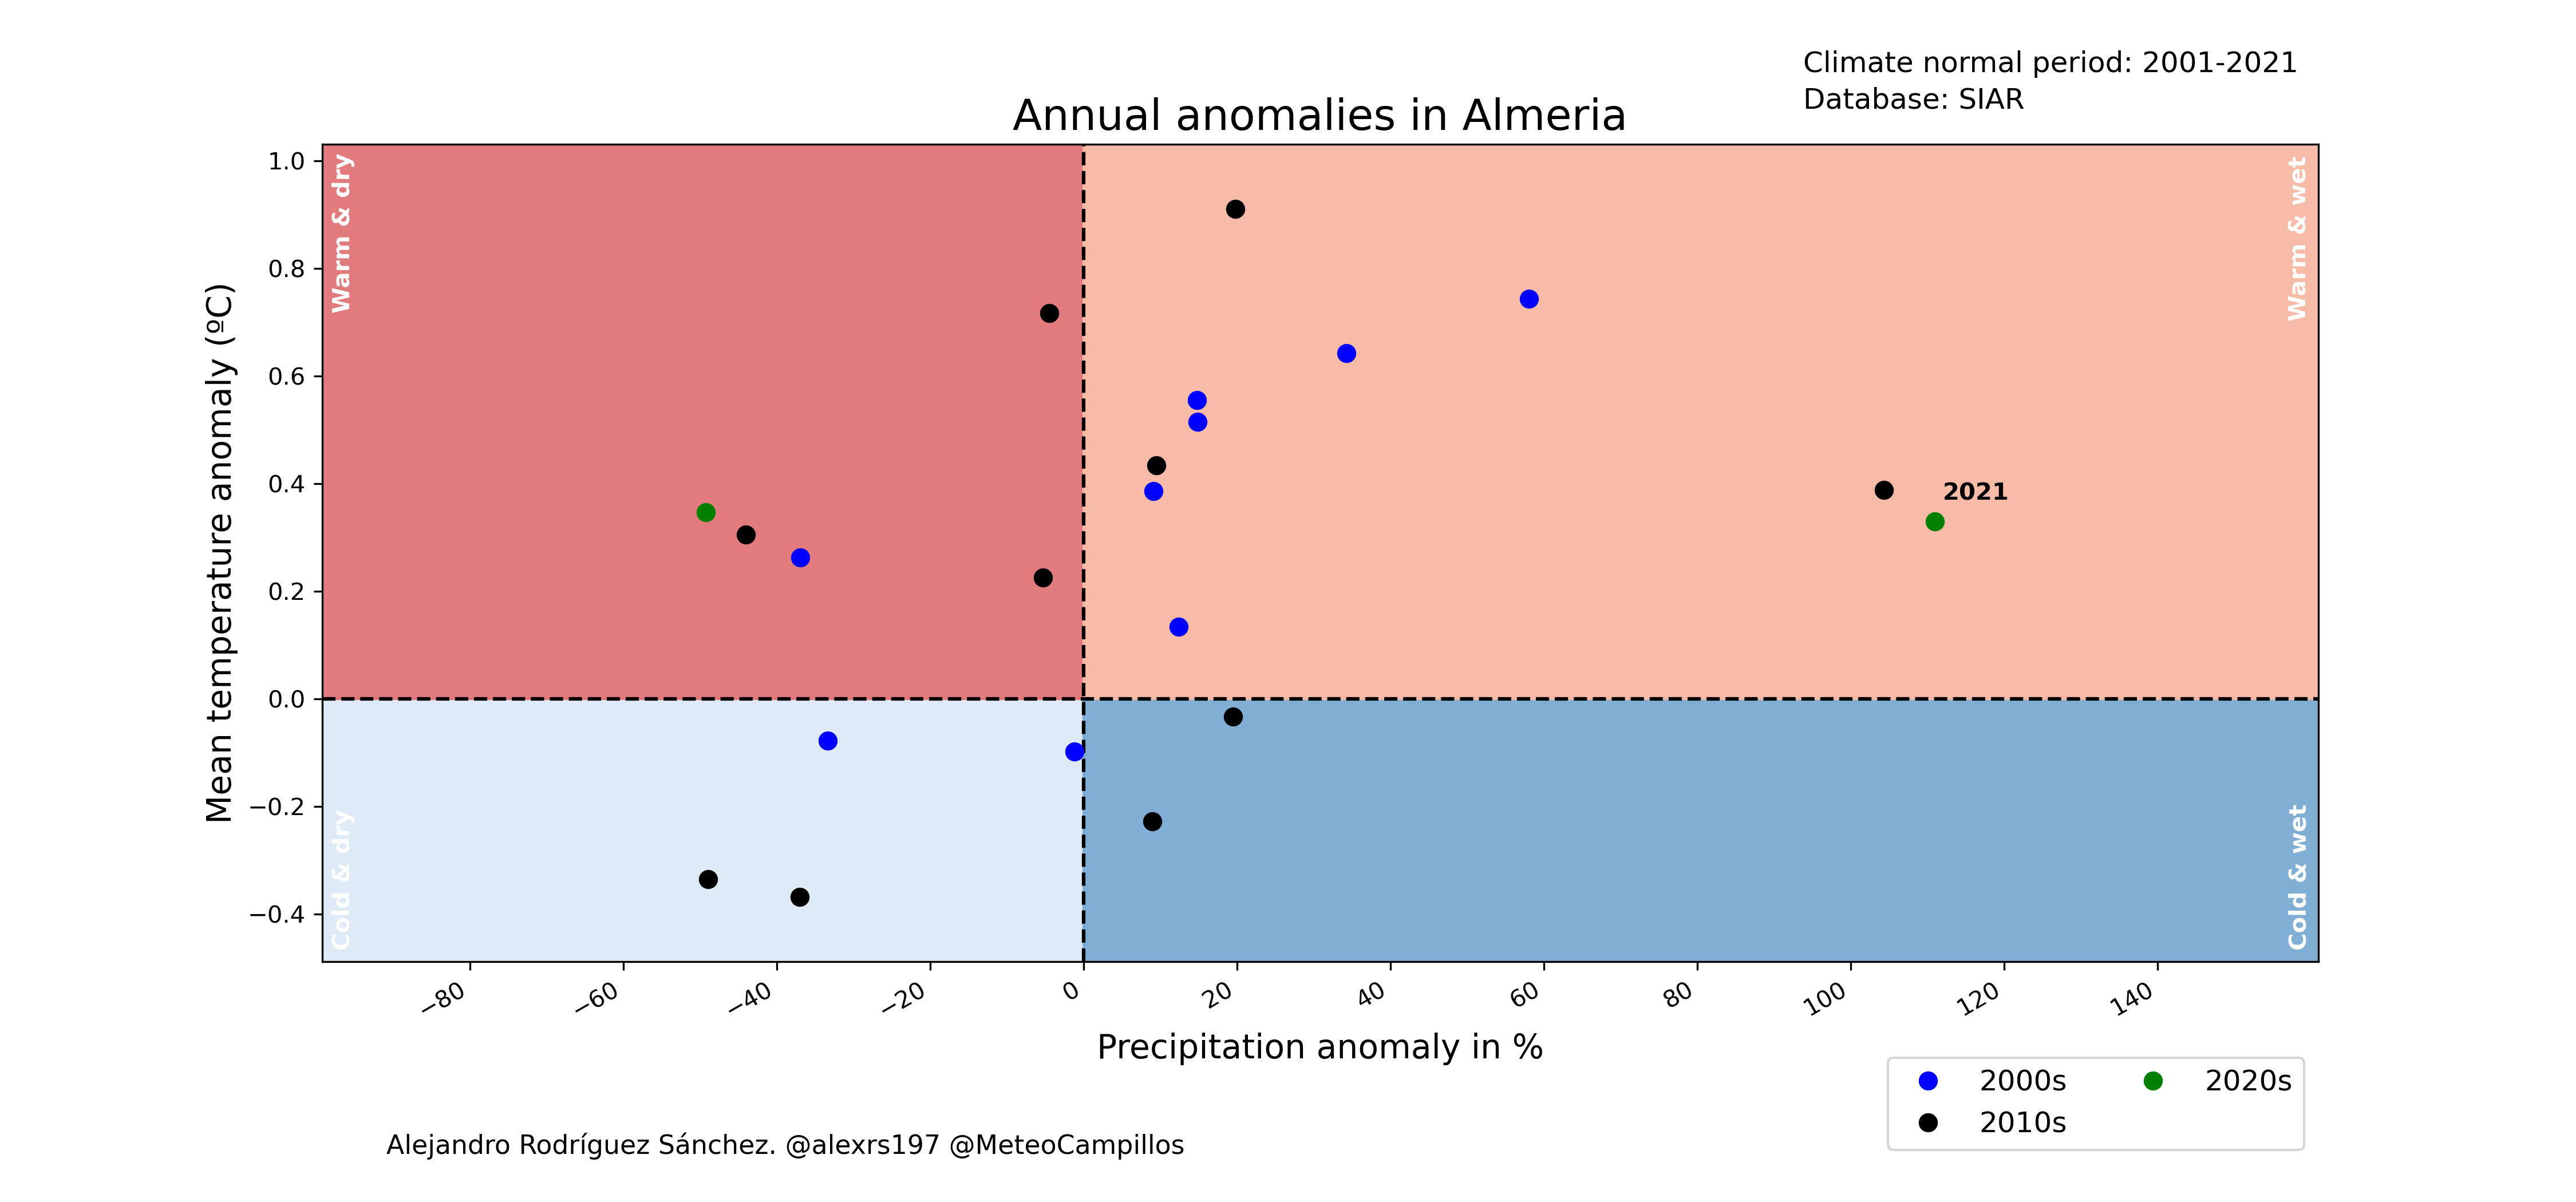 Climate normal period: 2001-2021
Database: SIAR
Annual anomalies in Almeria
Mean temperature anomaly (ºC)
1.0
0.8
0.6
0.4
0.2
0.0
−0.2
−0.4
Warm & dry
Warm & wet
2021
Cold & dry
Cold & wet
−80
−60
−40
−20
0
20
40
60
80
100
120
140
Precipitation anomaly in %
2000s
2010s
2020s
Alejandro Rodríguez Sánchez. @alexrs197 @MeteoCampillos